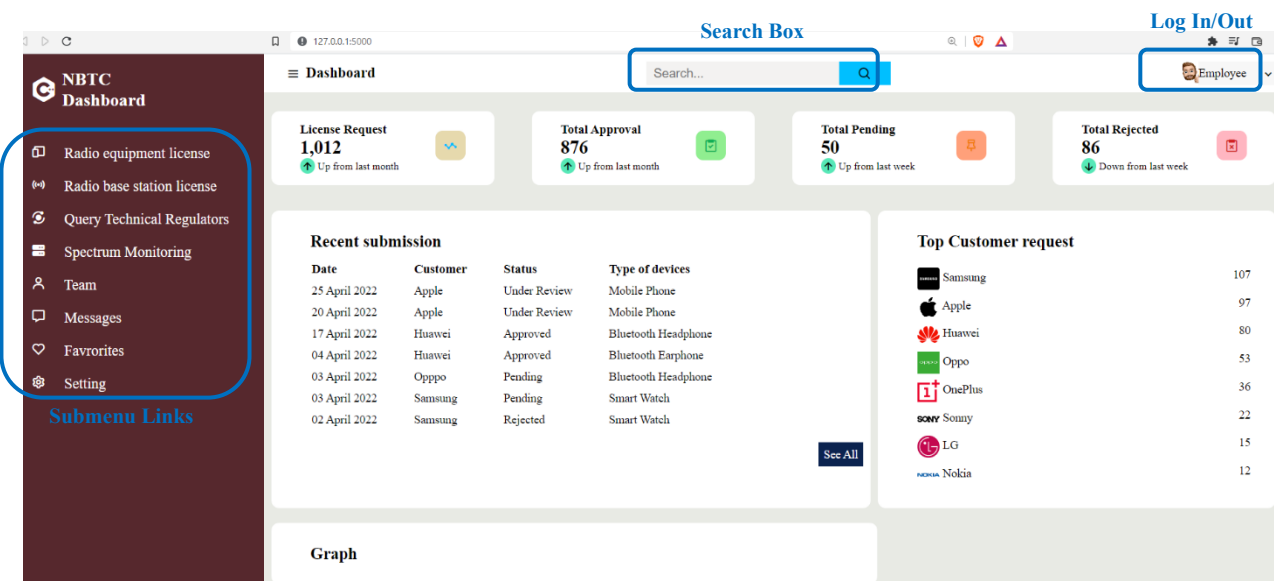 Log In/Out
Search Box
127.0.0.1:5000
NBTC
Dashboard
Dashboard
Search...
Employee
Radio equipment license
Radio base station license
Query Technical Regulators
Spectrum Monitoring
Team
Messages
Favrorites
Setting
Submenu Links
License Request
1,012
Up from last month
Total Approval
876
Up from last month
Total Pending
50
Up from last week
Total Rejected
86
Down from last week
Recent submission
Date Customer Status Type of devices
25 April 2022 Apple Under Review Mobile Phone
20 April 2022 Apple Under Review Mobile Phone
17 April 2022 Huawei Approved Bluetooth Headphone
04 April 2022 Huawei Approved Bluetooth Earphone
03 April 2022 Opppo Pending Bluetooth Headphone
03 April 2022 Samsung Pending Smart Watch
02 April 2022 Samsung Rejected Smart Watch
See All
Top Customer request
Samsung 107
Apple 97
Huawei 80
Oppo 53
OnePlus 36
SONY Sonny 22
LG 15
NOKIA Nokia 12
Graph